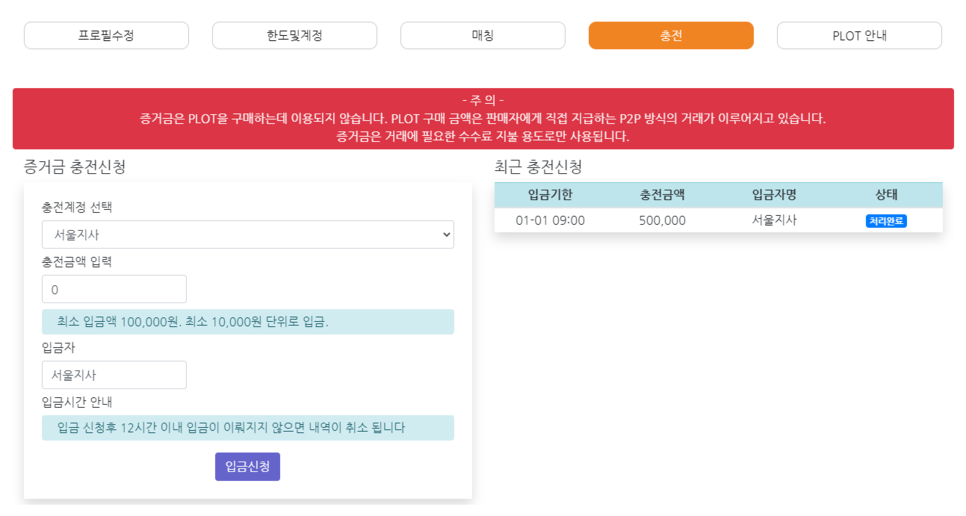 프로필수정
한도및계정
매칭
충전
PLOT 안내
- 주 의 -
증거금은 PLOT을 구매하는데 이용되지 않습니다. PLOT 구매 금액은 판매자에게 직접 지급하는 P2P 방식의 거래가 이루어지고 있습니다.
증거금은 거래에 필요한 수수료 지불 용도로만 사용됩니다.
증거금 충전신청
충전계정 선택
서울지사
충전금액 입력
0
최소 입금액 100,000원. 최소 10,000원 단위로 입금.
입금자
서울지사
입금시간 안내
입금 신청후 12시간 이내 입금이 이뤄지지 않으면 내역이 취소 됩니다
입금신청
최근 충전신청
입금기한 충전금액 입금자명 상태
01-01 09:00 500,000 서울지사 처리완료